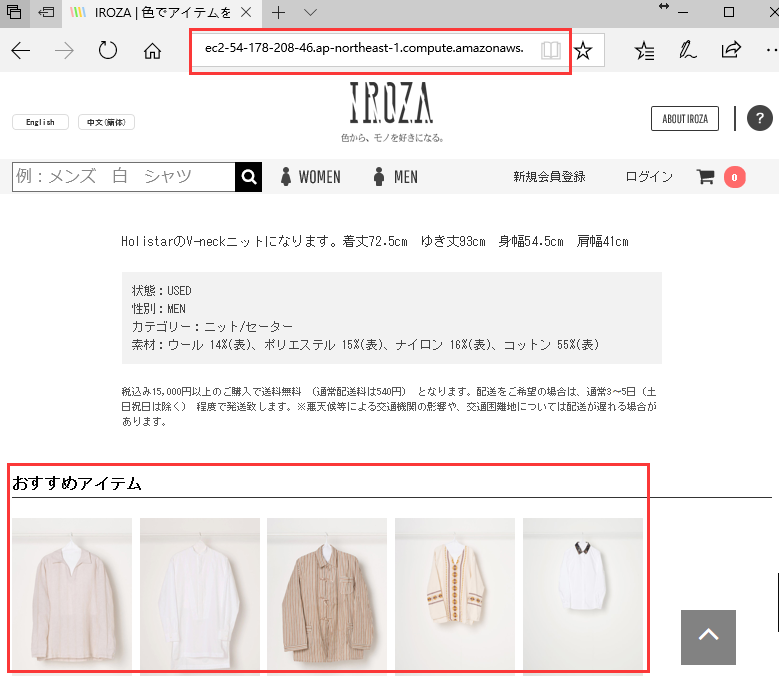 IROZA | 色でアイテムを
ec2-54-178-208-46.ap-northeast-1.compute.amazonaws.
English
中文(簡体)
IROZA
色から、モノを好きになる。
ABOUT IROZA
?
例：メンズ　白　シャツ
WOMEN
MEN
新規会員登録
ログイン
0
HolistarのV-neckニットになります。着丈72.5cm　ゆき丈93cm　身幅54.5cm　肩幅41cm
状態：USED
性別：MEN
カテゴリー：ニット/セーター
素材：ウール 14%(表)、ポリエステル 15%(表)、ナイロン 16%(表)、コットン 55%(表)
税込み15,000円以上のご購入で送料無料 （通常配送料は540円） となります。配送をご希望の場合は、通常3～5日（土
日祝日は除く） 程度で発送致します。※悪天候等による交通機関の影響や、交通困難地については配送が遅れる場合が
あります。
おすすめアイテム